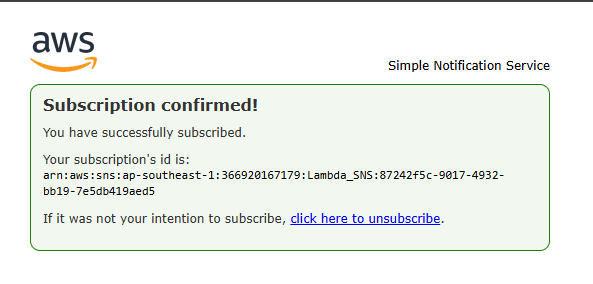 aws
Simple Notification Service
Subscription confirmed!
You have successfully subscribed.
Your subscription's id is:
arn:aws:sns:ap-southeast-1:366920167179:Lambda_SNS:87242f5c-9017-4932-
bb19-7e5db419aed5
If it was not your intention to subscribe, click here to unsubscribe.